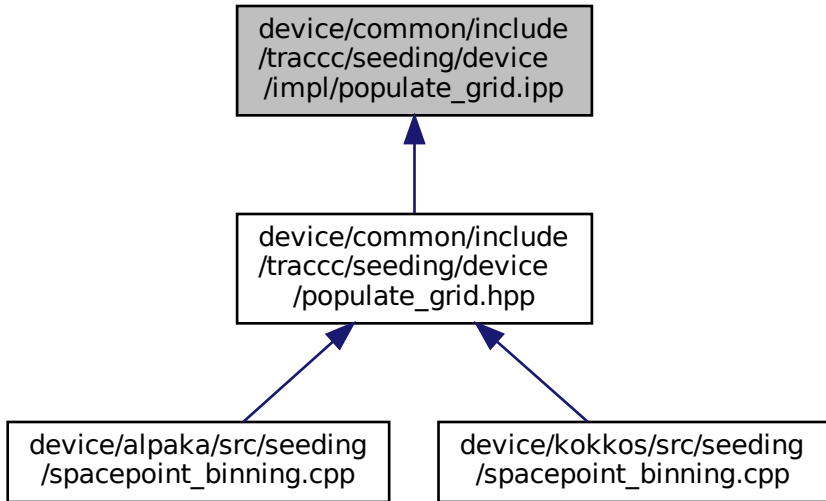 device/common/include
/traccc/seeding/device
/impl/populate_grid.ipp
device/common/include
/traccc/seeding/device
/populate_grid.hpp
device/alpaka/src/seeding
/spacepoint_binning.cpp
device/kokkos/src/seeding
/spacepoint_binning.cpp